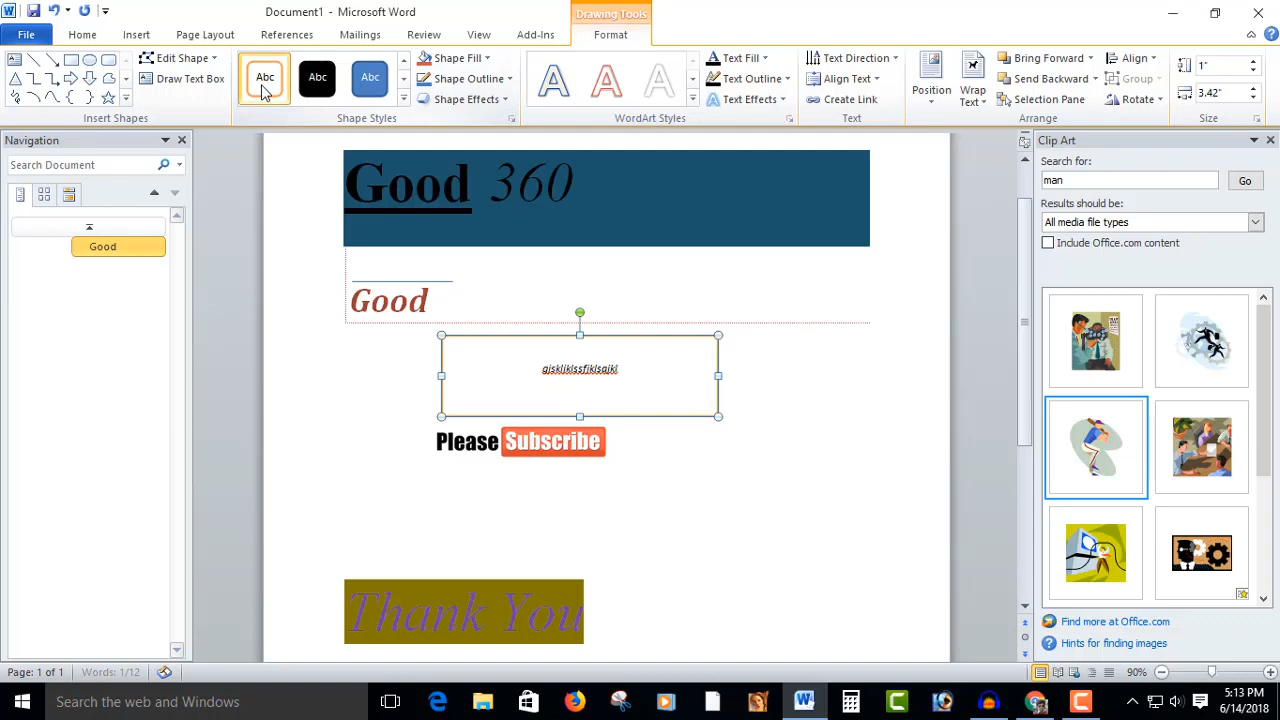 Document1 - Microsoft Word
Drawing Tools
File Home Insert Page Layout References Mailings Review View Add-Ins Format
Edit Shape
Draw Text Box
Insert Shapes
Abc Abc Abc
Shape Fill
Shape Outline
Shape Effects
Shape Styles
A A A
Text Fill
Text Outline
Text Effects
WordArt Styles
Text Direction
Align Text
Create Link
Text
Position
Wrap
Text
Bring Forward
Send Backward
Selection Pane
Align
Group
Rotate
Arrange
1"
3.42"
Size
Navigation
Search Document
Good
Good 360
Good
Please Subscribe
Thank You
Clip Art
Search for:
man
Go
Results should be:
All media file types
Include Office.com content
Find more at Office.com
Hints for finding images
Page: 1 of 1 Words: 1/12
90%
Search the web and Windows
5:13 PM
6/14/2018